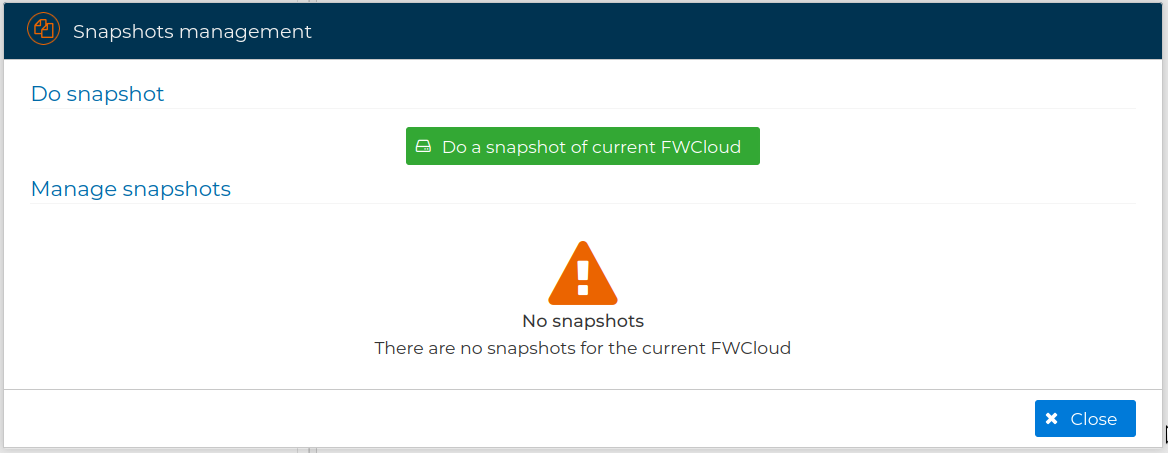 Snapshots management
Do snapshot
Do a snapshot of current FWCloud
Manage snapshots
No snapshots
There are no snapshots for the current FWCloud
Close